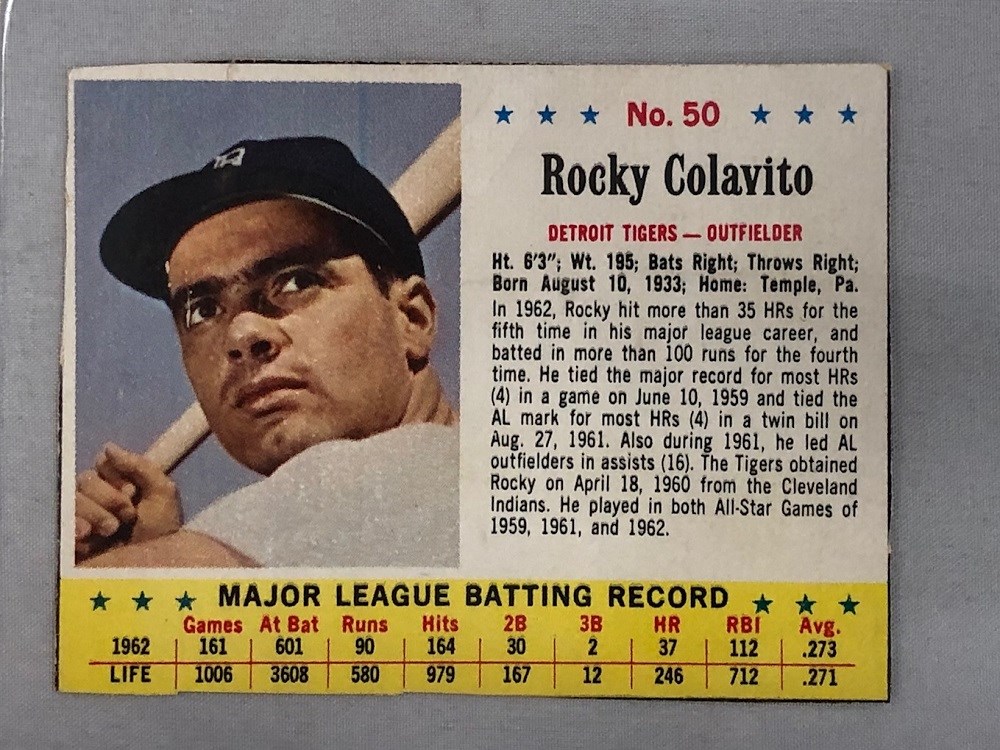 ★ ★ ★ No. 50 ★ ★ ★
Rocky Colavito
DETROIT TIGERS — OUTFIELDER
Ht. 6'3"; Wt. 195; Bats Right; Throws Right;
Born August 10, 1933; Home: Temple, Pa.
In 1962, Rocky hit more than 35 HRs for the
fifth time in his major league career, and
batted in more than 100 runs for the fourth
time. He tied the major record for most HRs
(4) in a game on June 10, 1959 and tied the
AL mark for most HRs (4) in a twin bill on
Aug. 27, 1961. Also during 1961, he led AL
outfielders in assists (16). The Tigers obtained
Rocky on April 18, 1960 from the Cleveland
Indians. He played in both All-Star Games of
1959, 1961, and 1962.
★ ★ ★ MAJOR LEAGUE BATTING RECORD ★ ★ ★
Games At Bat Runs Hits 2B 3B HR RBI Avg.
1962 161 601 90 164 30 2 37 112 .273
LIFE 1006 3608 580 979 167 12 246 712 .271